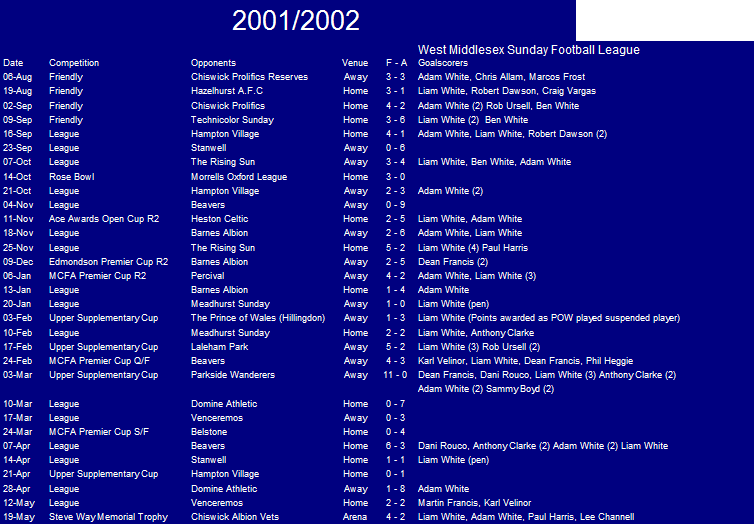 2001/2002
West Middlesex Sunday Football League
Date Competition Opponents Venue F - A Goalscorers
06-Aug Friendly Chiswick Prolifics Reserves Away 3 - 3 Adam White, Chris Allam, Marcos Frost
19-Aug Friendly Hazelhurst A.F.C Home 3 - 1 Liam White, Robert Dawson, Craig Vargas
02-Sep Friendly Chiswick Prolifics Home 4 - 2 Adam White (2) Rob Ursell, Ben White
09-Sep Friendly Technicolor Sunday Home 3 - 6 Liam White (2) Ben White
16-Sep League Hampton Village Home 4 - 1 Adam White, Liam White, Robert Dawson (2)
23-Sep League Stanwell Away 0 - 6
07-Oct League The Rising Sun Away 3 - 4 Liam White, Ben White, Adam White
14-Oct Rose Bowl Morrells Oxford League Home 3 - 0
21-Oct League Hampton Village Away 2 - 3 Adam White (2)
04-Nov League Beavers Away 0 - 9
11-Nov Ace Awards Open Cup R2 Heston Celtic Home 2 - 5 Liam White, Adam White
18-Nov League Barnes Albion Away 2 - 6 Adam White, Liam White
25-Nov League The Rising Sun Home 5 - 2 Liam White (4) Paul Harris
09-Dec Edmondson Premier Cup R2 Barnes Albion Away 2 - 5 Dean Francis (2)
06-Jan MCFA Premier Cup R2 Percival Away 4 - 2 Adam White, Liam White (3)
13-Jan League Barnes Albion Home 1 - 4 Adam White
20-Jan League Meadhurst Sunday Away 1 - 0 Liam White (pen)
03-Feb Upper Supplementary Cup The Prince of Wales (Hillingdon) Away 1 - 3 Liam White (Points awarded as POW played suspended player)
10-Feb League Meadhurst Sunday Home 2 - 2 Liam White, Anthony Clarke
17-Feb Upper Supplementary Cup Laleham Park Away 5 - 2 Liam White (3) Rob Ursell (2)
24-Feb MCFA Premier Cup Q/F Beavers Away 4 - 3 Karl Velinor, Liam White, Dean Francis, Phil Heggie
03-Mar Upper Supplementary Cup Parkside Wanderers Away 11 - 0 Dean Francis, Dani Rouco, Liam White (3) Anthony Clarke (2)
Adam White (2) Sammy Boyd (2)
10-Mar League Domine Athletic Home 0 - 7
17-Mar League Venceremos Away 0 - 3
24-Mar MCFA Premier Cup S/F Belstone Home 0 - 4
07-Apr League Beavers Home 6 - 3 Dani Rouco, Anthony Clarke (2) Adam White (2) Liam White
14-Apr League Stanwell Home 1 - 1 Liam White (pen)
21-Apr Upper Supplementary Cup Hampton Village Home 0 - 1
28-Apr League Domine Athletic Away 1 - 8 Adam White
12-May League Venceremos Home 2 - 2 Martin Francis, Karl Velinor
19-May Steve Way Memorial Trophy Chiswick Albion Vets Arena 4 - 2 Liam White, Adam White, Paul Harris, Lee Channell